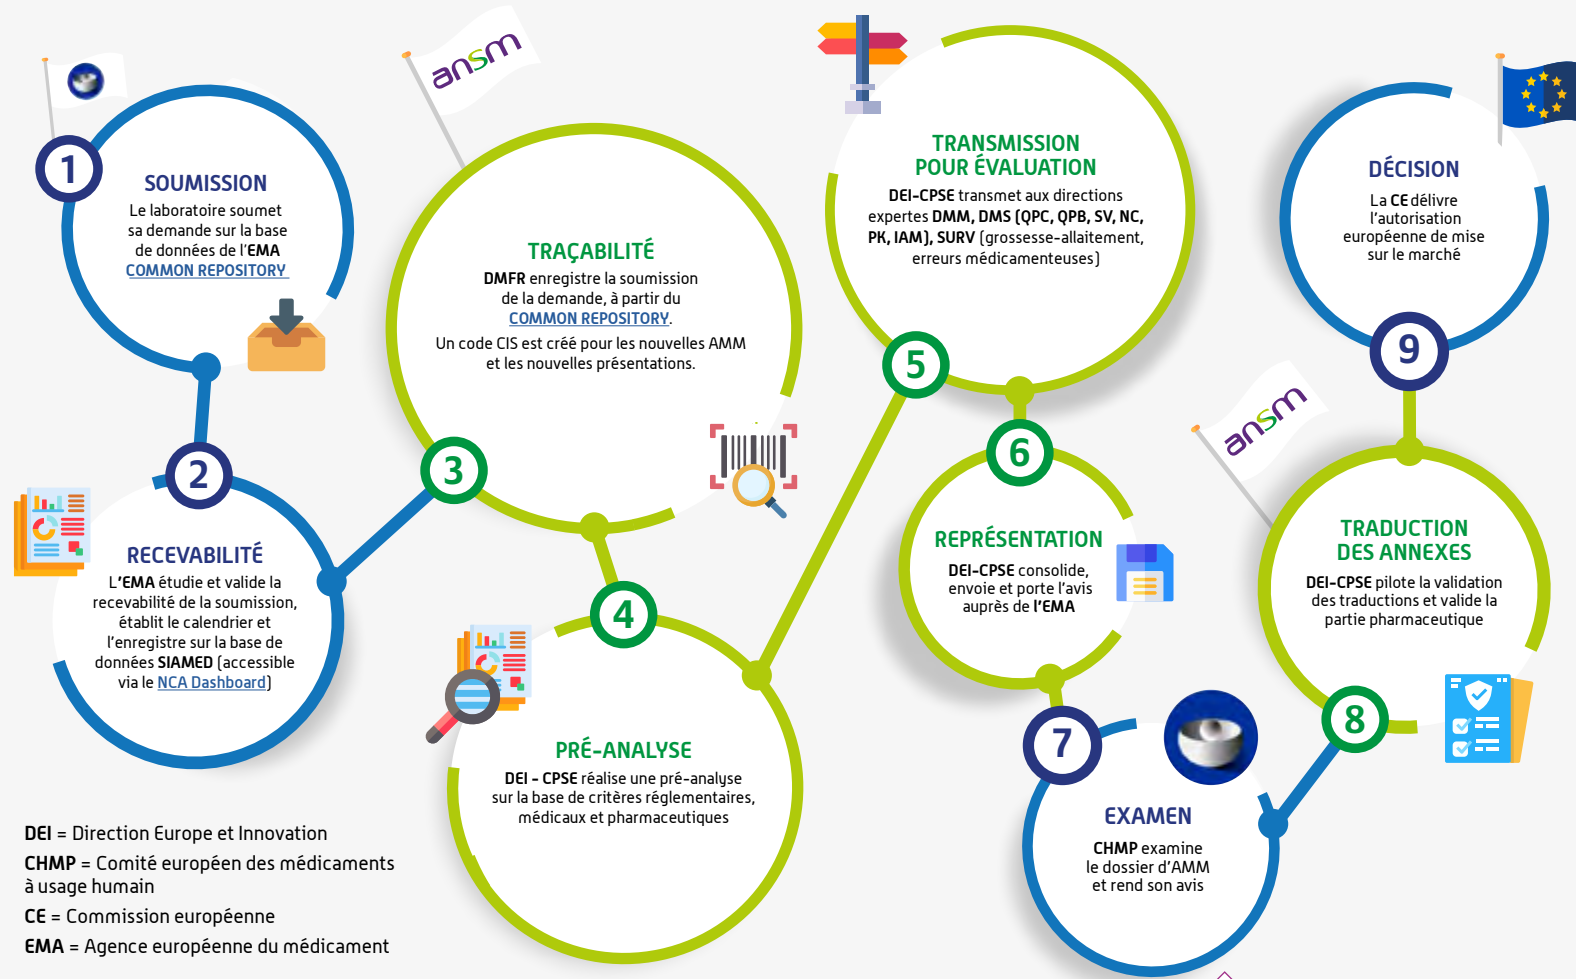 1
SOUMISSION
Le laboratoire soumet
sa demande sur la base
de données de l'EMA
COMMON REPOSITORY
2
RECEVABILITÉ
L'EMA étudie et valide la
recevabilité de la soumission,
établit le calendrier et
l'enregistre sur la base de
données SIAMED (accessible
via le NCA Dashboard)
ansm
3
TRAÇABILITÉ
DMFR enregistre la soumission
de la demande, à partir du
COMMON REPOSITORY.
Un code CIS est créé pour les nouvelles AMM
et les nouvelles présentations.
4
PRÉ-ANALYSE
DEI - CPSE réalise une pré-analyse
sur la base de critères réglementaires,
médicaux et pharmaceutiques
5
TRANSMISSION
POUR ÉVALUATION
DEI-CPSE transmet aux directions
expertes DMM, DMS (QPC, QPB, SV, NC,
PK, IAM), SURV (grossesse-allaitement,
erreurs médicamenteuses)
6
REPRÉSENTATION
DEI-CPSE consolide,
envoie et porte l'avis
auprès de l'EMA
7
EXAMEN
CHMP examine
le dossier d'AMM
et rend son avis
ansm
8
TRADUCTION
DES ANNEXES
DEI-CPSE pilote la validation
des traductions et valide la
partie pharmaceutique
9
DÉCISION
La CE délivre
l'autorisation
européenne de mise
sur le marché
DEI = Direction Europe et Innovation
CHMP = Comité européen des médicaments
à usage humain
CE = Commission européenne
EMA = Agence européenne du médicament